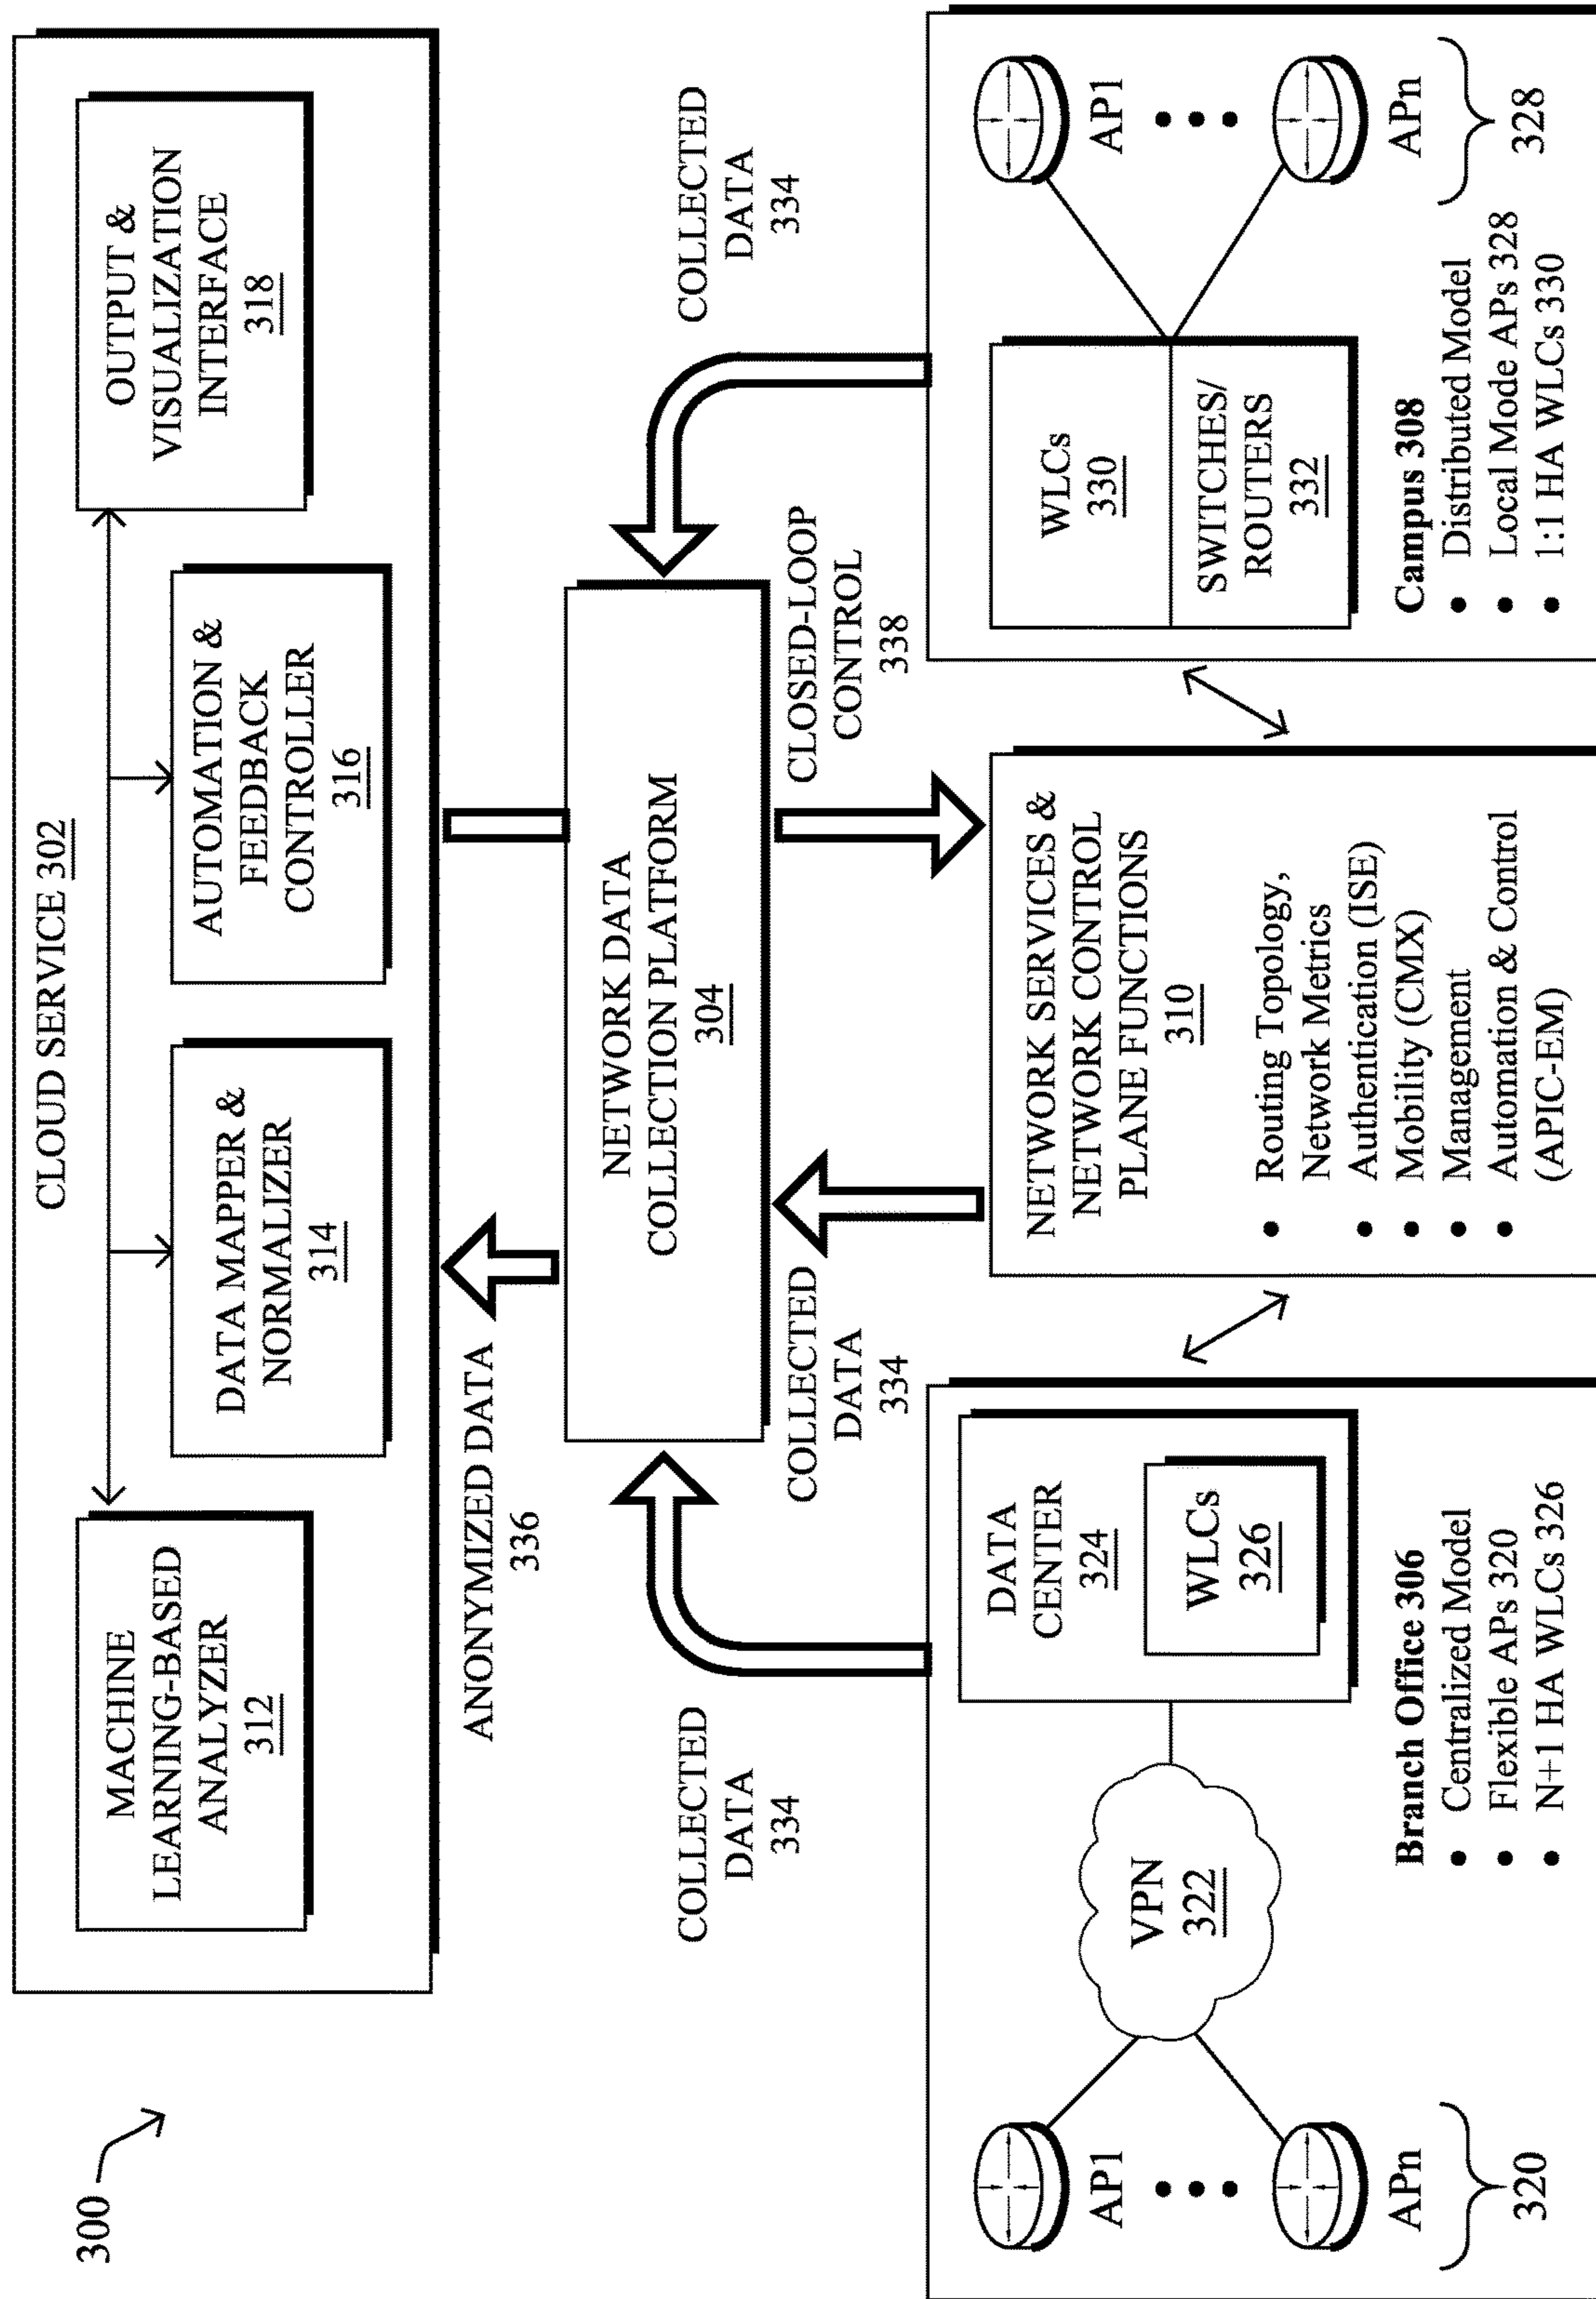 300
CLOUD SERVICE 302
MACHINE
LEARNING-BASED
ANALYZER
312
DATA MAPPER &
NORMALIZER
314
AUTOMATION &
FEEDBACK
CONTROLLER
316
OUTPUT &
VISUALIZATION
INTERFACE
318
ANONYMIZED DATA
336
COLLECTED
DATA
334
NETWORK DATA
COLLECTION PLATFORM
304
COLLECTED
DATA
334
COLLECTED
DATA
334
CLOSED-LOOP
CONTROL
338
AP1
APn
320
VPN
322
DATA
CENTER
324
WLCs
326
Branch Office 306
• Centralized Model
• Flexible APs 320
• N+1 HA WLCs 326
NETWORK SERVICES &
NETWORK CONTROL
PLANE FUNCTIONS
310
• Routing Topology,
Network Metrics
• Authentication (ISE)
• Mobility (CMX)
• Management
• Automation & Control
(APIC-EM)
WLCs
330
SWITCHES/
ROUTERS
332
AP1
APn
328
Campus 308
• Distributed Model
• Local Mode APs 328
• 1:1 HA WLCs 330